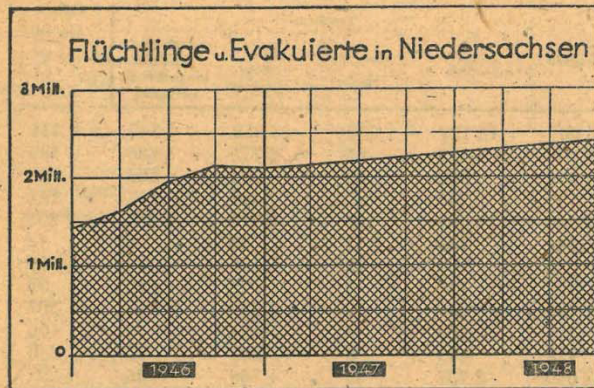 Flüchtlinge u. Evakuierte in Niedersachsen
3 Mill.
2 Mill.
1 Mill.
0
1946 1947 1948